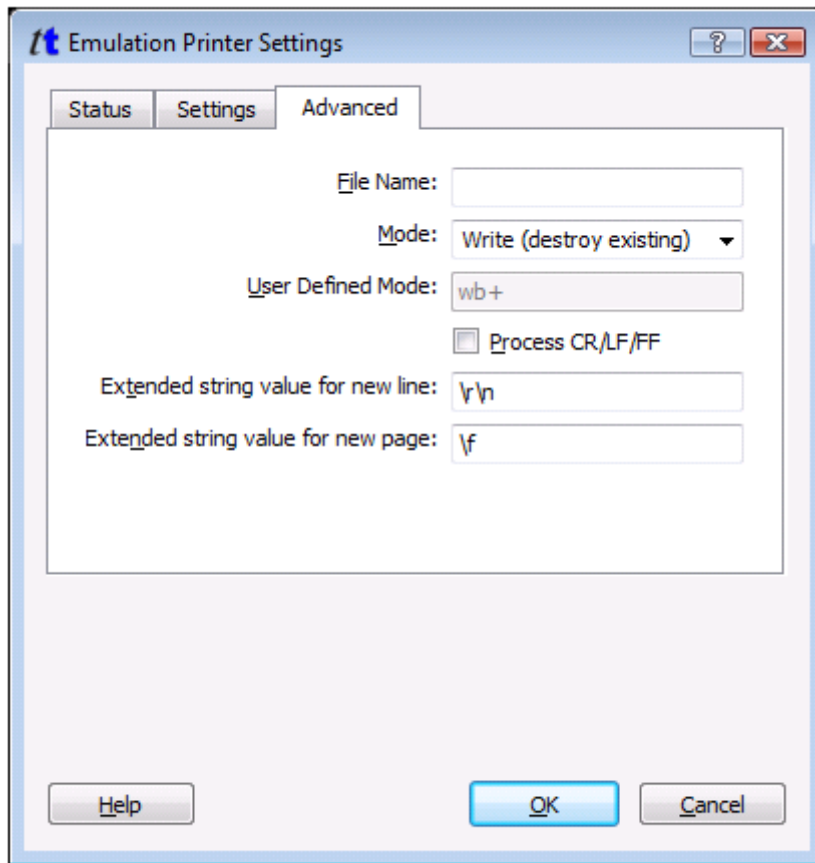 tt Emulation Printer Settings
?
Status Settings Advanced
File Name:
Mode: Write (destroy existing)
User Defined Mode: wb+
Process CR/LF/FF
Extended string value for new line: \r\n
Extended string value for new page: \f
Help OK Cancel